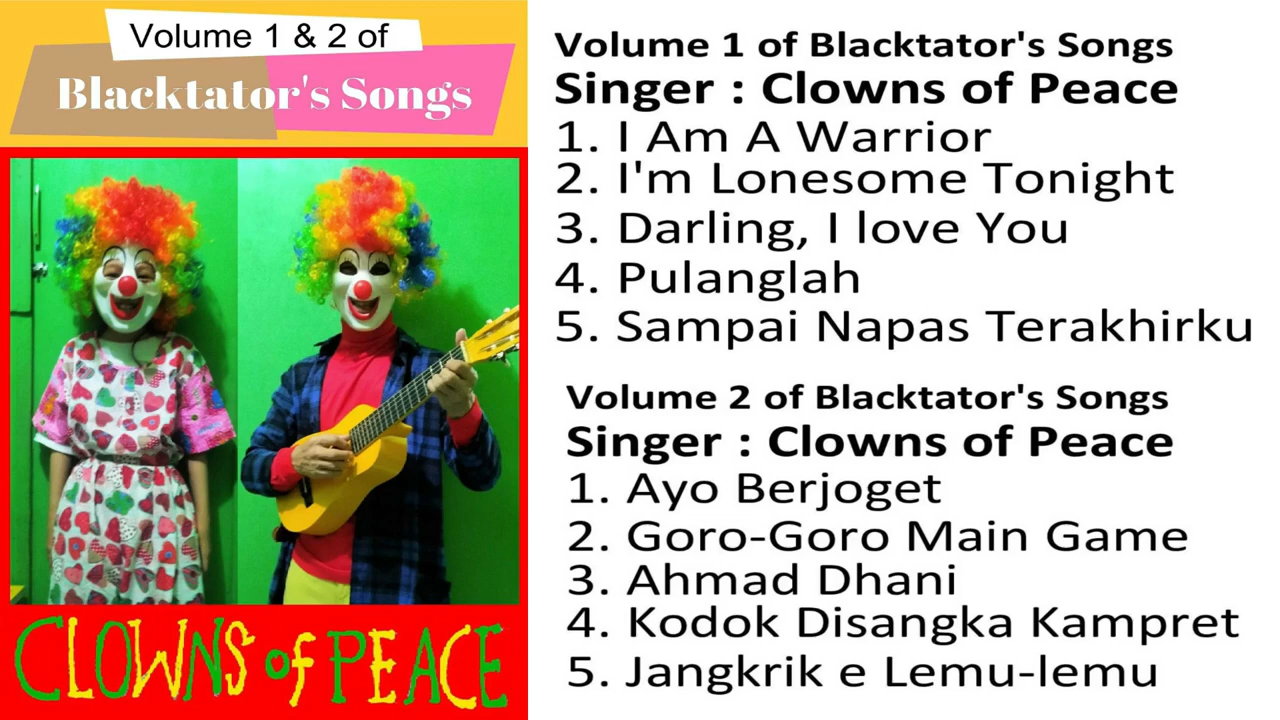 Volume 1 & 2 of
Blacktator's Songs
CLOWNS of PEACE
Volume 1 of Blacktator's Songs
Singer : Clowns of Peace
1. I Am A Warrior
2. I'm Lonesome Tonight
3. Darling, I love You
4. Pulanglah
5. Sampai Napas Terakhirku
Volume 2 of Blacktator's Songs
Singer : Clowns of Peace
1. Ayo Berjoget
2. Goro-Goro Main Game
3. Ahmad Dhani
4. Kodok Disangka Kampret
5. Jangkrik e Lemu-lemu